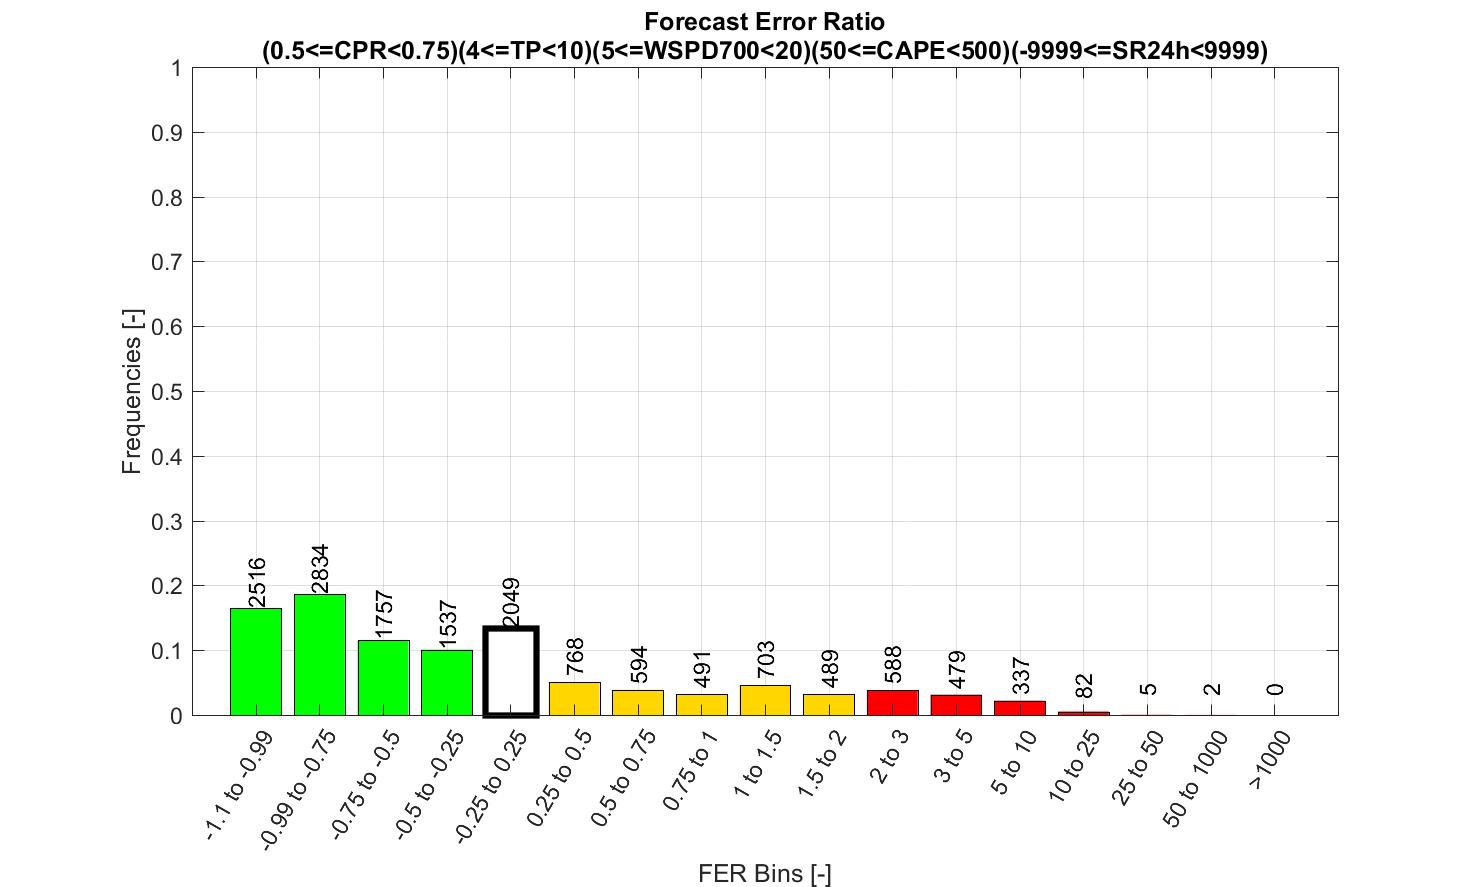 Forecast Error Ratio
(0.5<=CPR<0.75)(4<=TP<10)(5<=WSPD700<20)(50<=CAPE<500)(-9999<=SR24h<9999)
1
0.9
0.8
0.7
0.6
0.5
0.4
0.3
0.2
0.1
0
Frequencies [-]
2516
2834
1757
1537
2049
768
594
491
703
489
588
479
337
82
5
2
0
-1.1 to -0.99
-0.99 to -0.75
-0.75 to -0.5
-0.5 to -0.25
-0.25 to 0.25
0.25 to 0.5
0.5 to 0.75
0.75 to 1
1 to 1.5
1.5 to 2
2 to 3
3 to 5
5 to 10
10 to 25
25 to 50
50 to 1000
>1000
FER Bins [-]